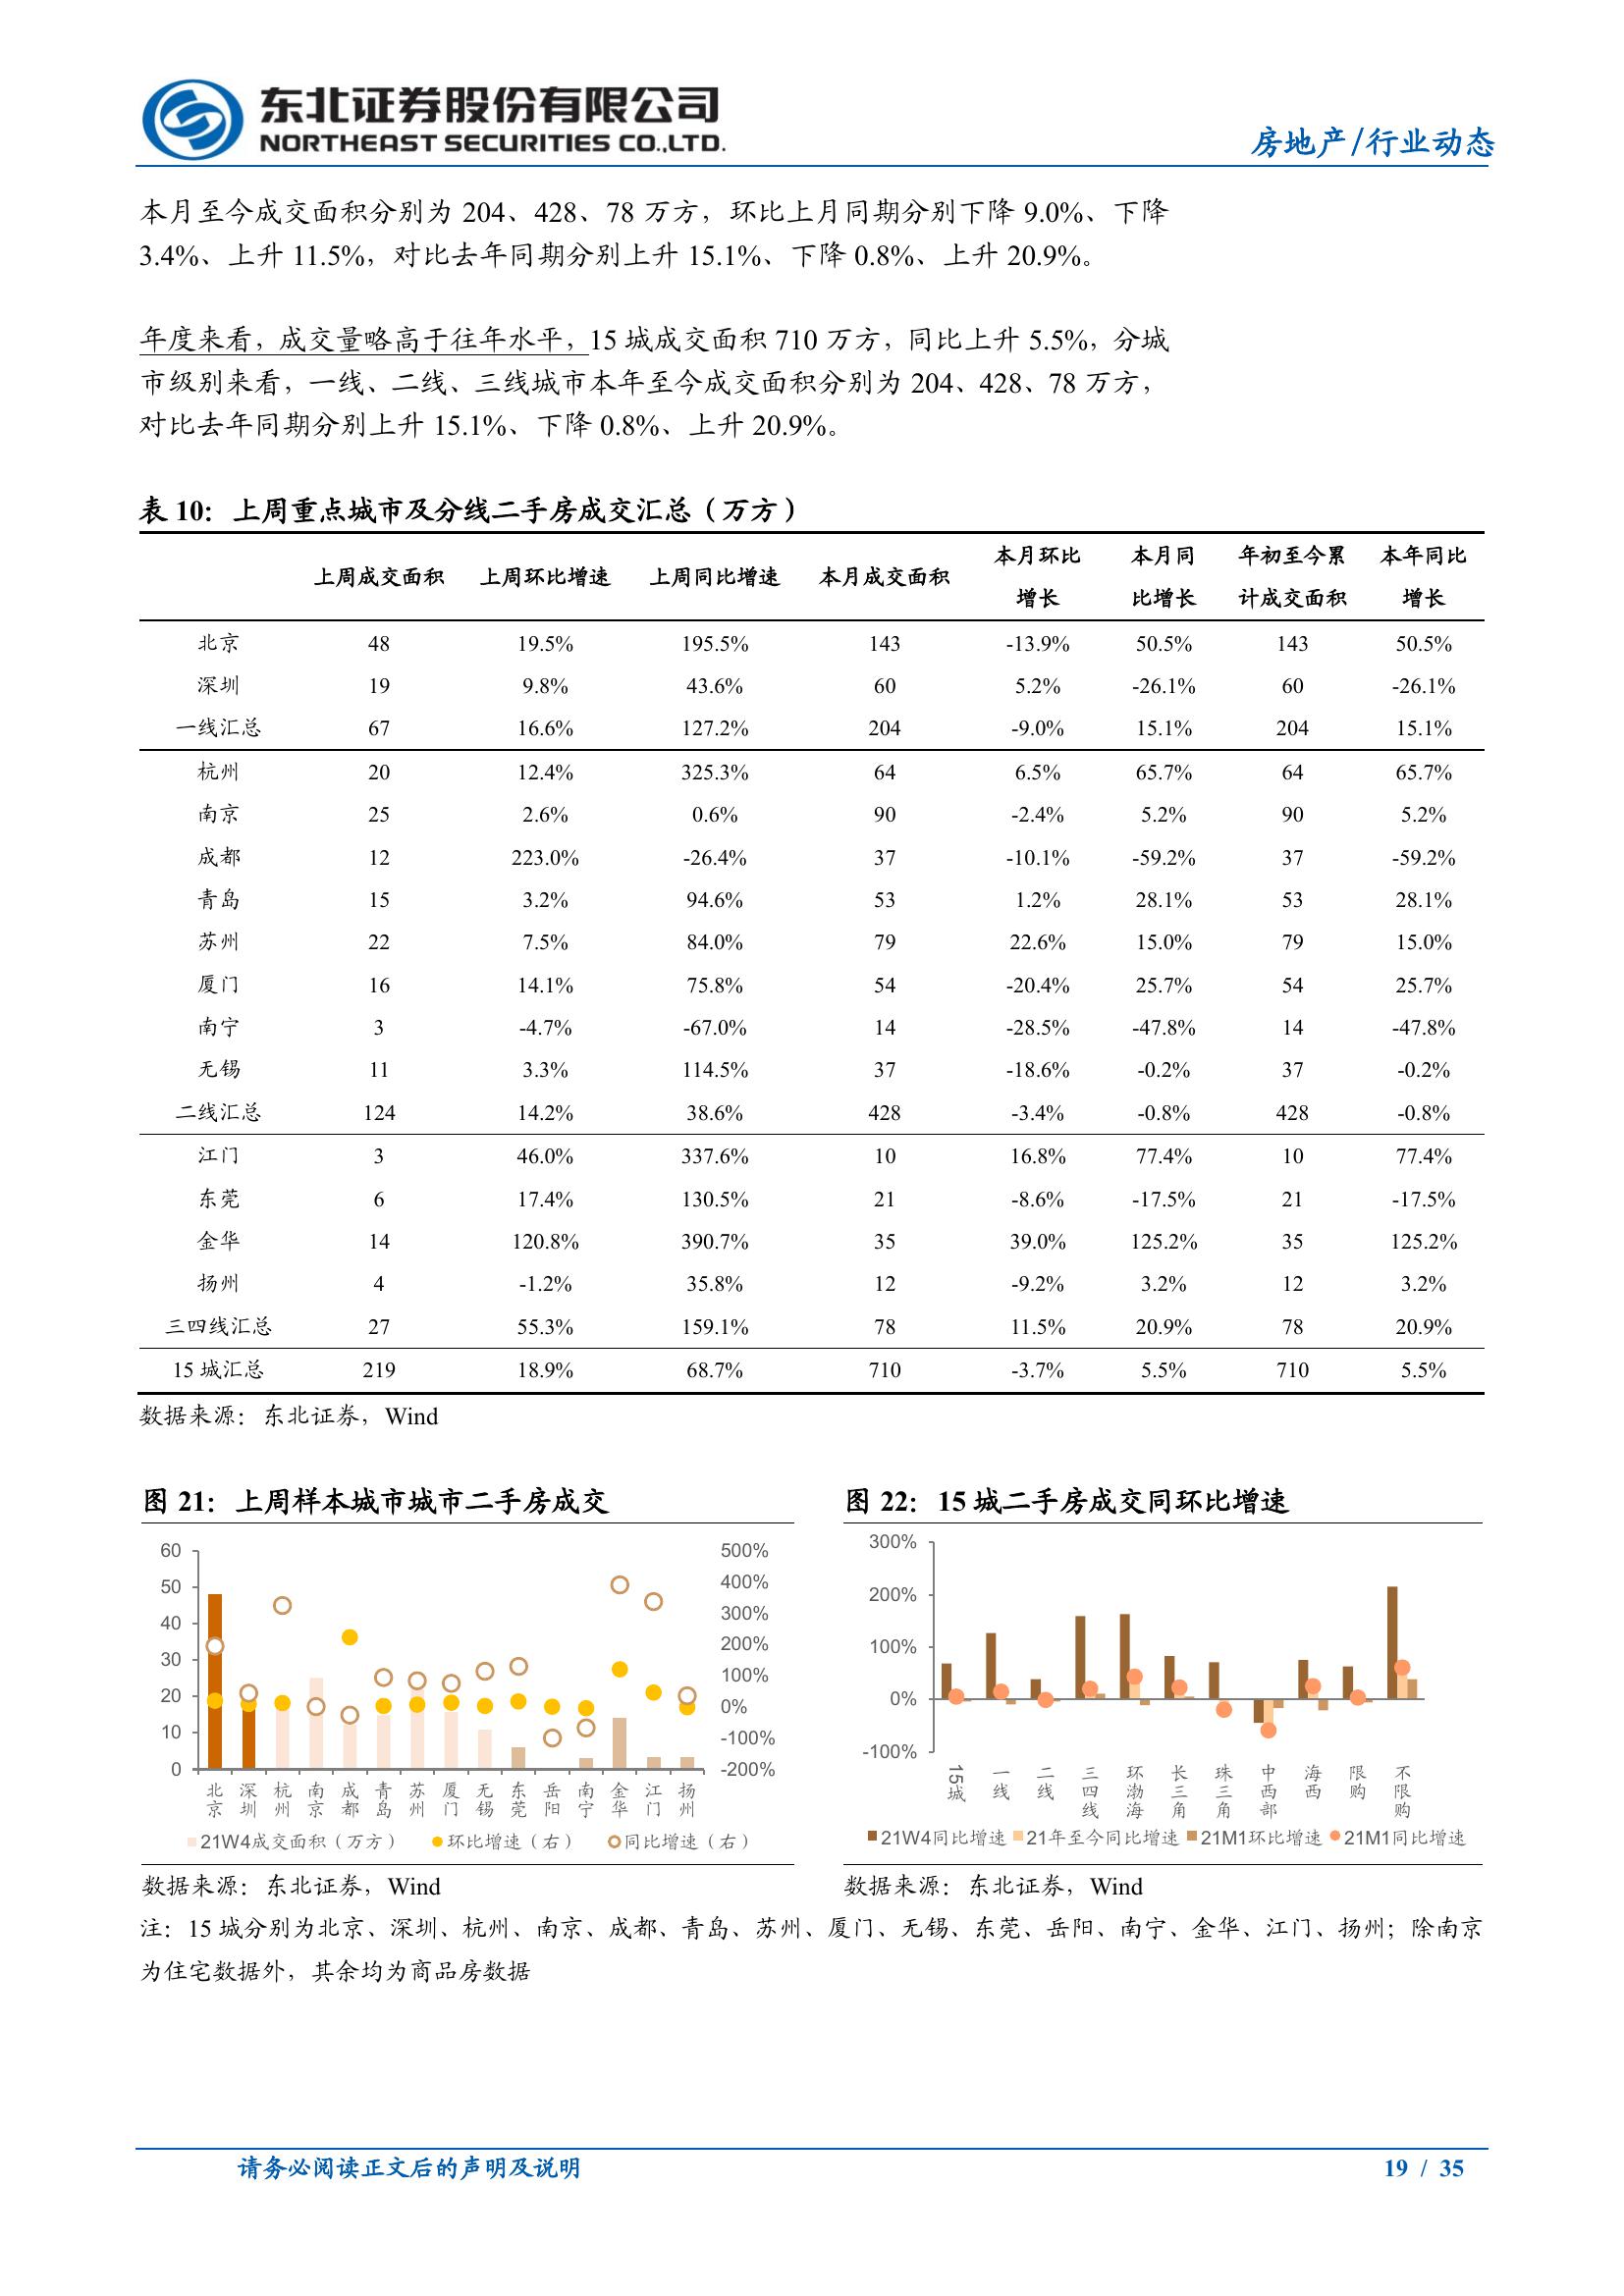 东北证券股份有限公司
NORTHEAST SECURITIES CO.,LTD.
房地产/行业动态
本月至今成交面积分别为 204、428、78 万方，环比上月同期分别下降 9.0%、下降
3.4%、上升 11.5%，对比去年同期分别上升 15.1%、下降 0.8%、上升 20.9%。
年度来看，成交量略高于往年水平，15 城成交面积 710 万方，同比上升 5.5%，分城
市级别来看，一线、二线、三线城市本年至今成交面积分别为 204、428、78 万方，
对比去年同期分别上升 15.1%、下降 0.8%、上升 20.9%。
表 10：上周重点城市及分线二手房成交汇总（万方）
上周成交面积 上周环比增速 上周同比增速 本月成交面积 本月环比增长 本月同比增长 年初至今累计成交面积 本年同比增长
北京 48 19.5% 195.5% 143 -13.9% 50.5% 143 50.5%
深圳 19 9.8% 43.6% 60 5.2% -26.1% 60 -26.1%
一线汇总 67 16.6% 127.2% 204 -9.0% 15.1% 204 15.1%
杭州 20 12.4% 325.3% 64 6.5% 65.7% 64 65.7%
南京 25 2.6% 0.6% 90 -2.4% 5.2% 90 5.2%
成都 12 223.0% -26.4% 37 -10.1% -59.2% 37 -59.2%
青岛 15 3.2% 94.6% 53 1.2% 28.1% 53 28.1%
苏州 22 7.5% 84.0% 79 22.6% 15.0% 79 15.0%
厦门 16 14.1% 75.8% 54 -20.4% 25.7% 54 25.7%
南宁 3 -4.7% -67.0% 14 -28.5% -47.8% 14 -47.8%
无锡 11 3.3% 114.5% 37 -18.6% -0.2% 37 -0.2%
二线汇总 124 14.2% 38.6% 428 -3.4% -0.8% 428 -0.8%
江门 3 46.0% 337.6% 10 16.8% 77.4% 10 77.4%
东莞 6 17.4% 130.5% 21 -8.6% -17.5% 21 -17.5%
金华 14 120.8% 390.7% 35 39.0% 125.2% 35 125.2%
扬州 4 -1.2% 35.8% 12 -9.2% 3.2% 12 3.2%
三四线汇总 27 55.3% 159.1% 78 11.5% 20.9% 78 20.9%
15 城汇总 219 18.9% 68.7% 710 -3.7% 5.5% 710 5.5%
数据来源：东北证券，Wind
图 21：上周样本城市城市二手房成交
60 500%
50 400%
40 300%
30 200%
20 100%
10 0%
0 -100%
-200%
北京 深圳 杭州 南京 成都 青岛 苏州 厦门 无锡 东莞 岳阳 南宁 金华 江门 扬州
21W4成交面积（万方） 环比增速（右） 同比增速（右）
数据来源：东北证券，Wind
图 22：15 城二手房成交同环比增速
300%
200%
100%
0%
-100%
15城 一线 二线 三四线 环渤海 长三角 珠三角 中西部 海西 限购 不限购
21W4同比增速 21年至今同比增速 21M1环比增速 21M1同比增速
数据来源：东北证券，Wind
注：15 城分别为北京、深圳、杭州、南京、成都、青岛、苏州、厦门、无锡、东莞、岳阳、南宁、金华、江门、扬州；除南京
为住宅数据外，其余均为商品房数据
请务必阅读正文后的声明及说明
19 / 35